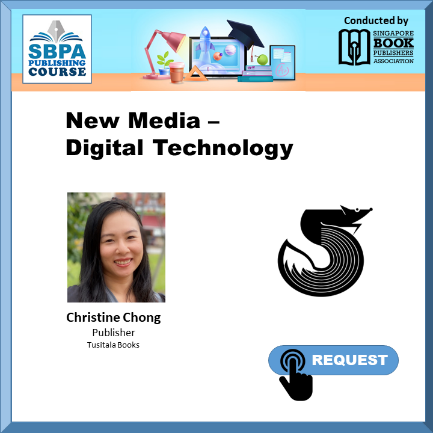 SBPA
PUBLISHING
COURSE
Conducted by
SINGAPORE
BOOK
PUBLISHERS
ASSOCIATION
New Media –
Digital Technology
Christine Chong
Publisher
Tusitala Books
REQUEST